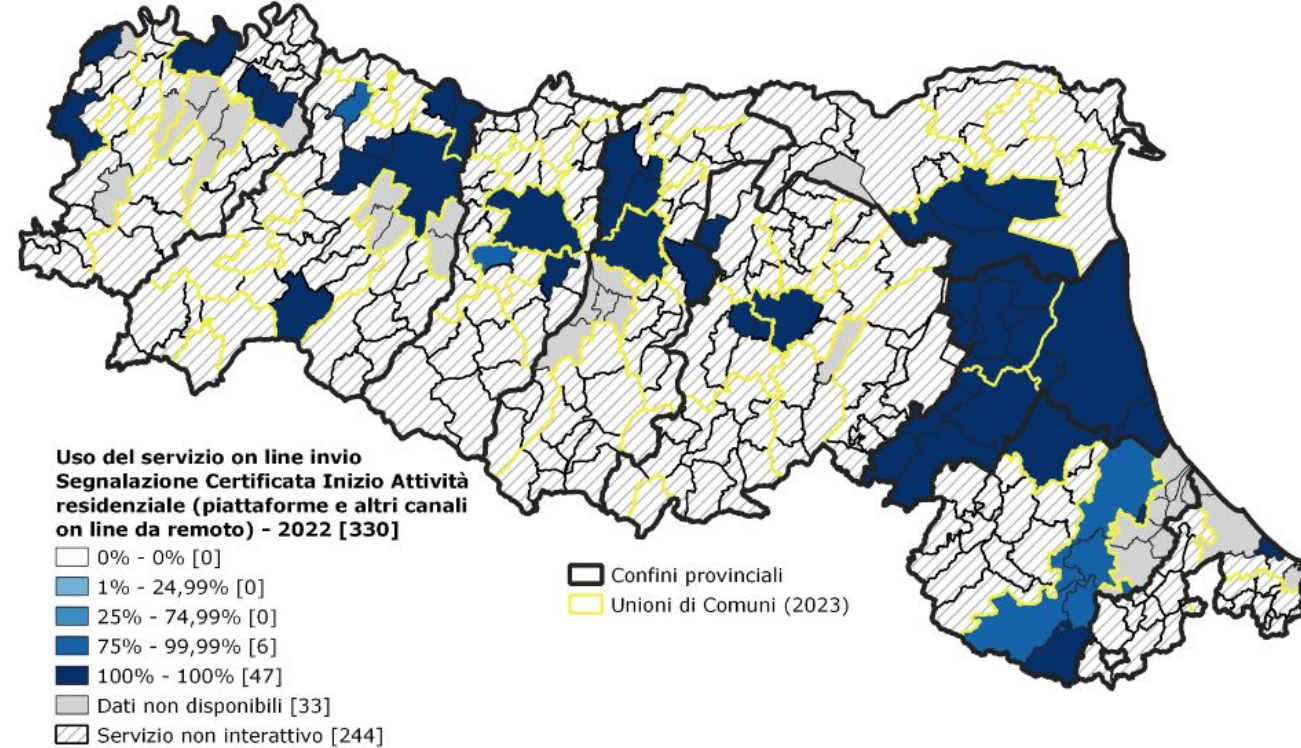 Uso del servizio on line invio
Segnalazione Certificata Inizio Attività
residenziale (piattaforme e altri canali
on line da remoto) - 2022 [330]
0% - 0% [0]
1% - 24,99% [0]
25% - 74,99% [0]
75% - 99,99% [6]
100% - 100% [47]
Dati non disponibili [33]
Servizio non interattivo [244]
Confini provinciali
Unioni di Comuni (2023)